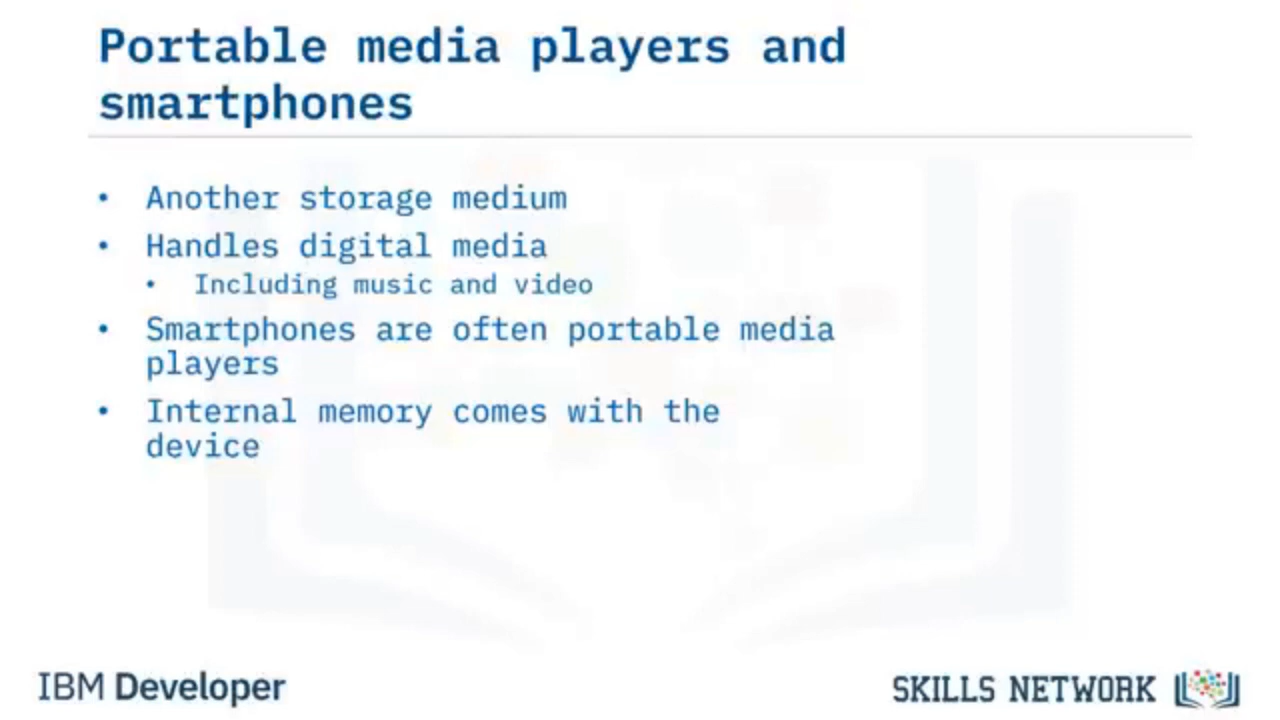 Portable media players and
smartphones
• Another storage medium
• Handles digital media
• Including music and video
• Smartphones are often portable media
players
• Internal memory comes with the
device
IBM Developer
SKILLS NETWORK